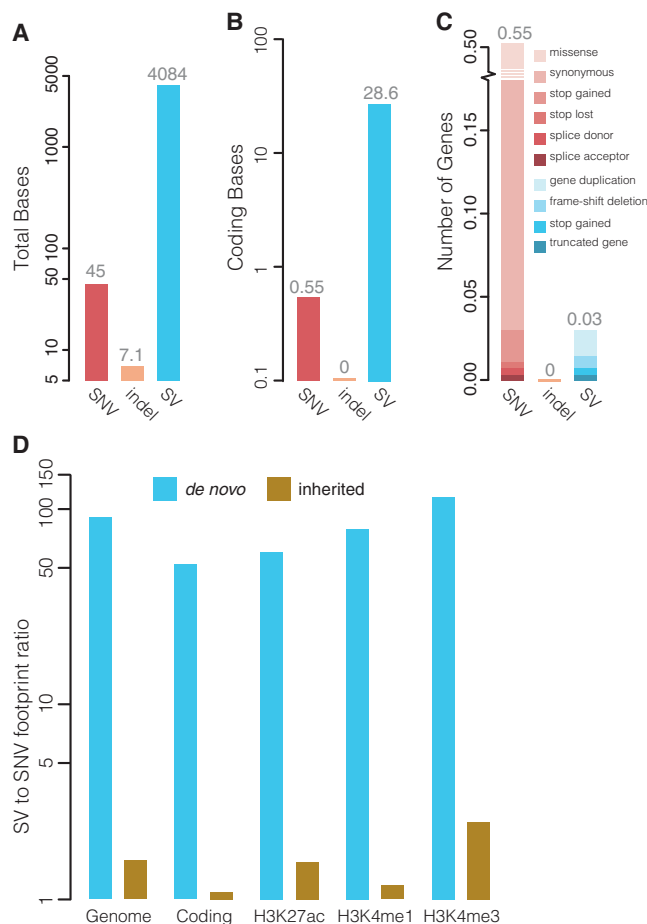 A
Total Bases
5000
1000
100
50
10
5
4084
45
7.1
SNV
indel
SV
B
Coding Bases
100
10
1
0.1
28.6
0.55
0
SNV
indel
SV
C
Number of Genes
0.50
0.15
0.10
0.05
0.00
0.55
0.03
0
SNV
indel
SV
missense
synonymous
stop gained
stop lost
splice donor
splice acceptor
gene duplication
frame-shift deletion
stop gained
truncated gene
D
SV to SNV footprint ratio
150
100
50
10
5
1
de novo
inherited
Genome
Coding
H3K27ac
H3K4me1
H3K4me3